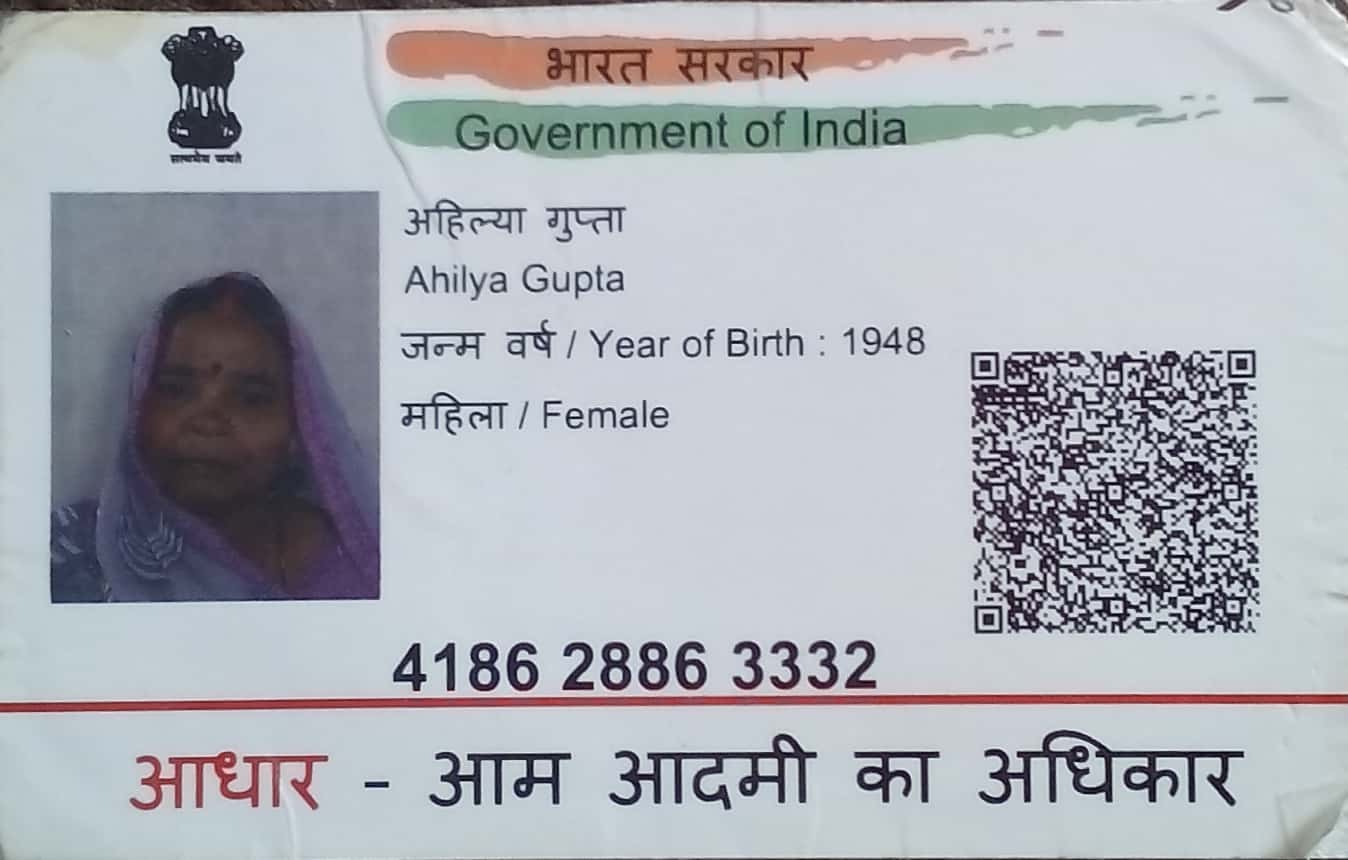 सत्यमेव जयते
भारत सरकार
Government of India
अहिल्या गुप्ता
Ahilya Gupta
जन्म वर्ष / Year of Birth : 1948
महिला / Female
4186 2886 3332
आधार - आम आदमी का अधिकार